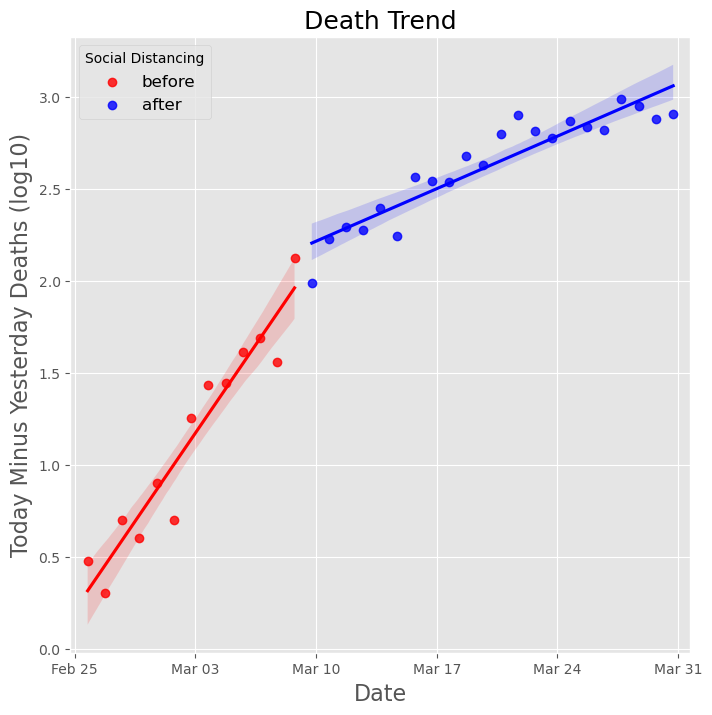 Death Trend
Social Distancing
before
after
Today Minus Yesterday Deaths (log10)
3.0
2.5
2.0
1.5
1.0
0.5
0.0
Feb 25 Mar 03 Mar 10 Mar 17 Mar 24 Mar 31
Date